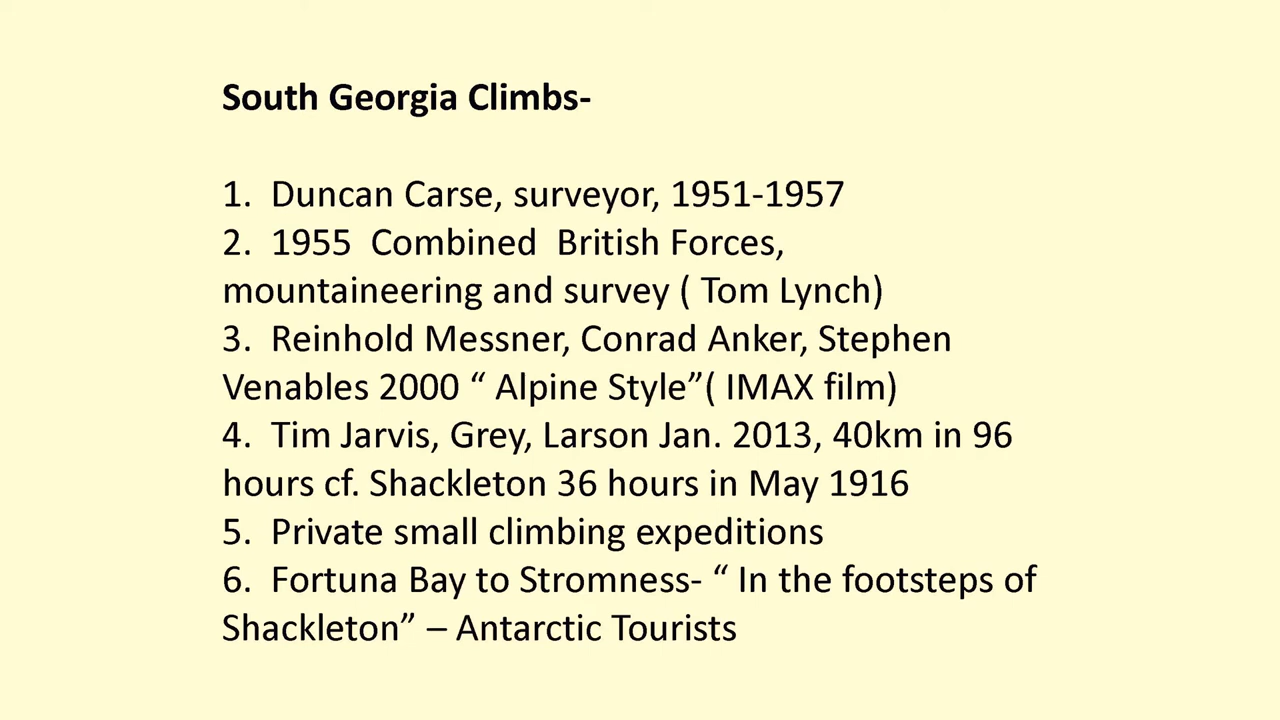 South Georgia Climbs-
1. Duncan Carse, surveyor, 1951-1957
2. 1955 Combined British Forces,
mountaineering and survey ( Tom Lynch)
3. Reinhold Messner, Conrad Anker, Stephen
Venables 2000 “ Alpine Style”( IMAX film)
4. Tim Jarvis, Grey, Larson Jan. 2013, 40km in 96
hours cf. Shackleton 36 hours in May 1916
5. Private small climbing expeditions
6. Fortuna Bay to Stromness- “ In the footsteps of
Shackleton” – Antarctic Tourists